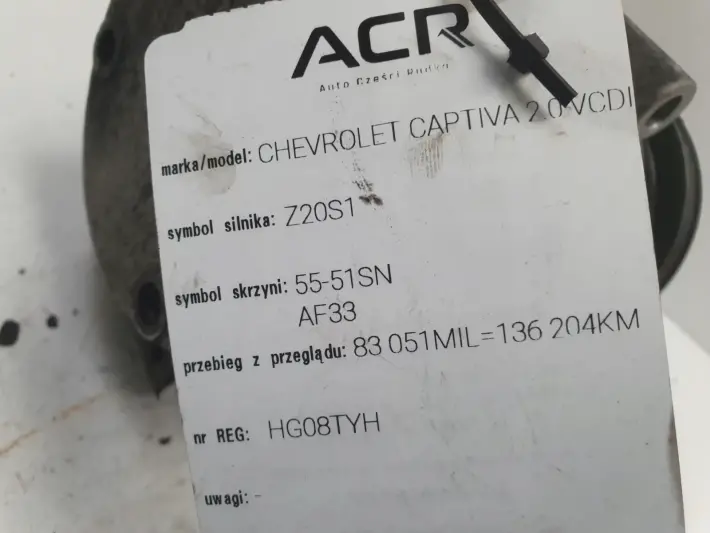 ACR
Auto Części Rudka
marka/model: CHEVROLET CAPTIVA 2.0 VCDI
symbol silnika: Z20S1
symbol skrzyni: 55-51SN
AF33
przebieg z przeglądu: 83 051MIL=136 204KM
nr REG: HG08TYH
uwagi: -